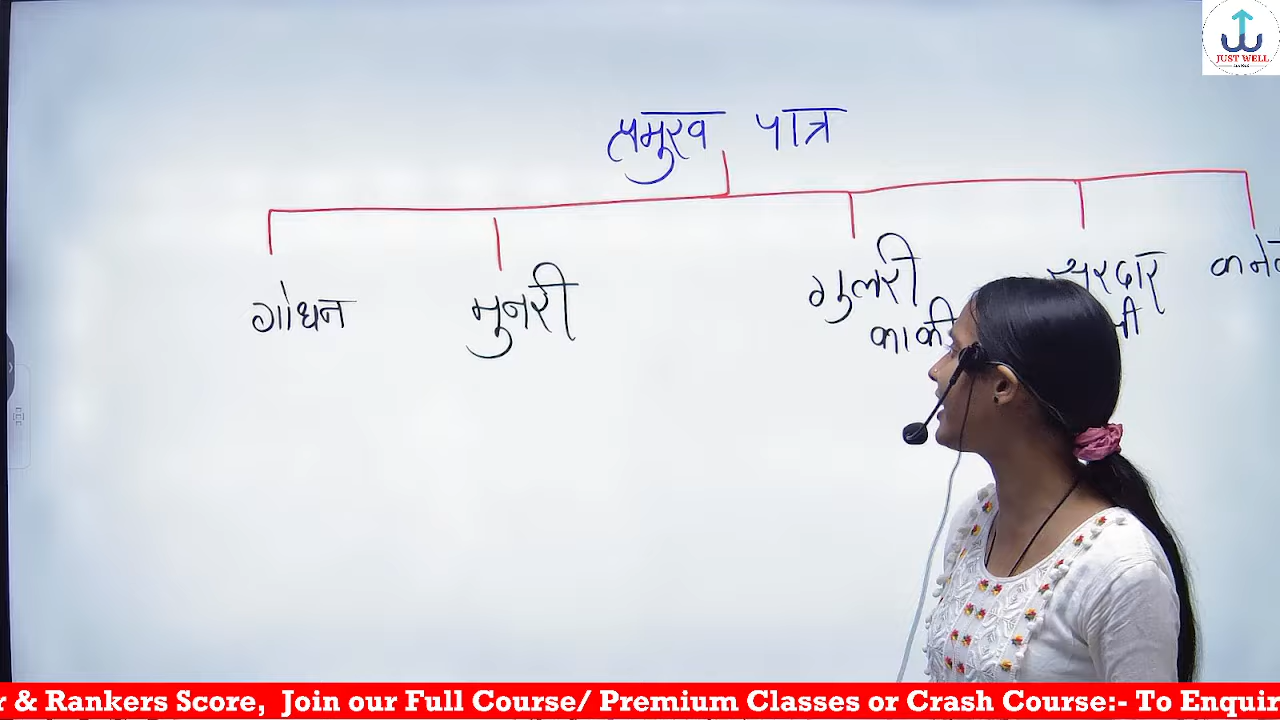 JUST WELL
प्रमुख पात्र
गोधन
मुनरी
गुलरी
काकी
सरदार
जी
r & Rankers Score, Join our Full Course/ Premium Classes or Crash Course:- To Enquir